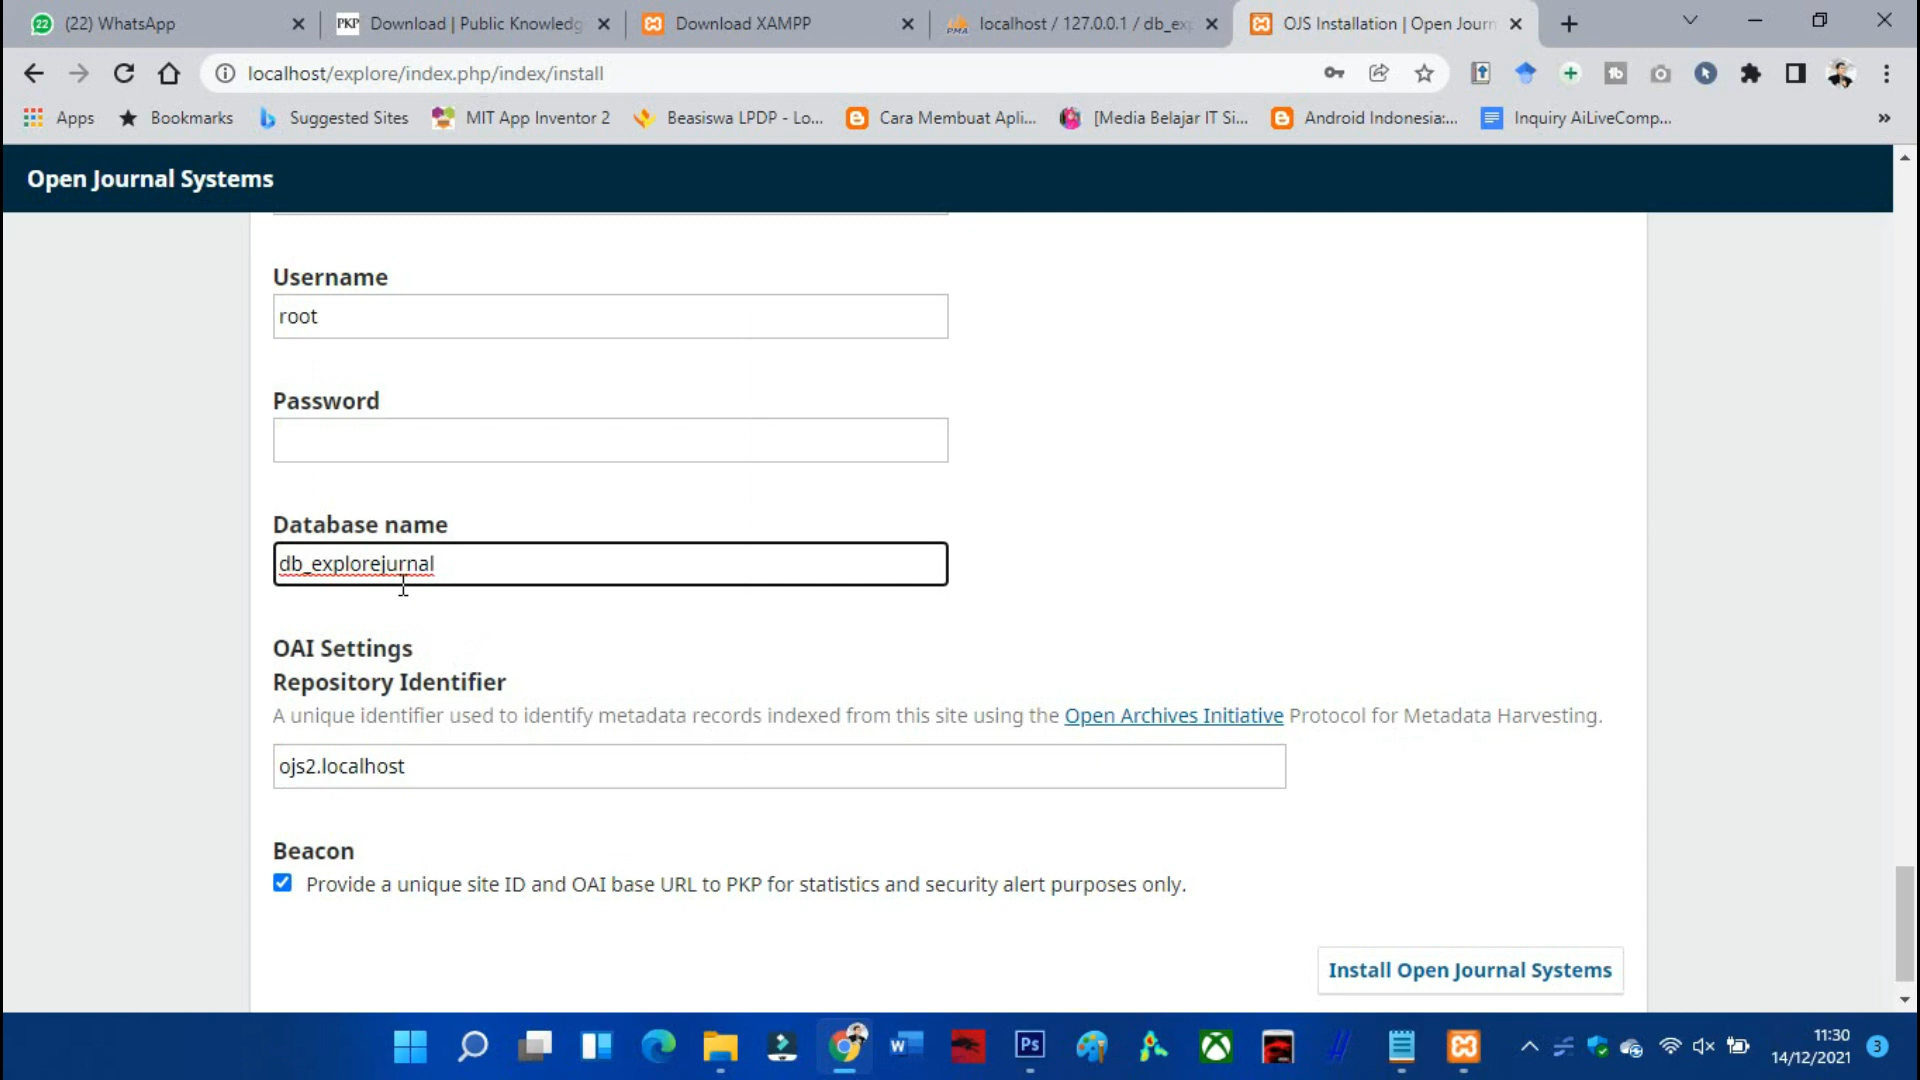 (22) WhatsApp
PKP Download | Public Knowledg
Download XAMPP
PMA localhost / 127.0.0.1 / db_ex
OJS Installation | Open Journ
localhost/explore/index.php/index/install
Apps
Bookmarks
Suggested Sites
MIT App Inventor 2
Beasiswa LPDP - Lo...
Cara Membuat Apli...
[Media Belajar IT Si...
Android Indonesia:...
Inquiry AiLiveComp...
»
Open Journal Systems
Username
root
Password
Database name
db_explorejurnal
OAI Settings
Repository Identifier
A unique identifier used to identify metadata records indexed from this site using the Open Archives Initiative Protocol for Metadata Harvesting.
ojs2.localhost
Beacon
Provide a unique site ID and OAI base URL to PKP for statistics and security alert purposes only.
Install Open Journal Systems
Ps
11:30
14/12/2021
3